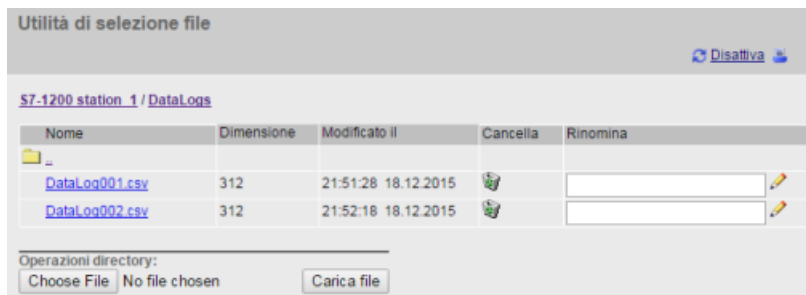 Utilità di selezione file
Disattiva
S7-1200 station_1 / DataLogs
Nome Dimensione Modificato il Cancella Rinomina
..
DataLog001.csv 312 21:51:28 18.12.2015
DataLog002.csv 312 21:52:18 18.12.2015
Operazioni directory:
Choose File No file chosen Carica file